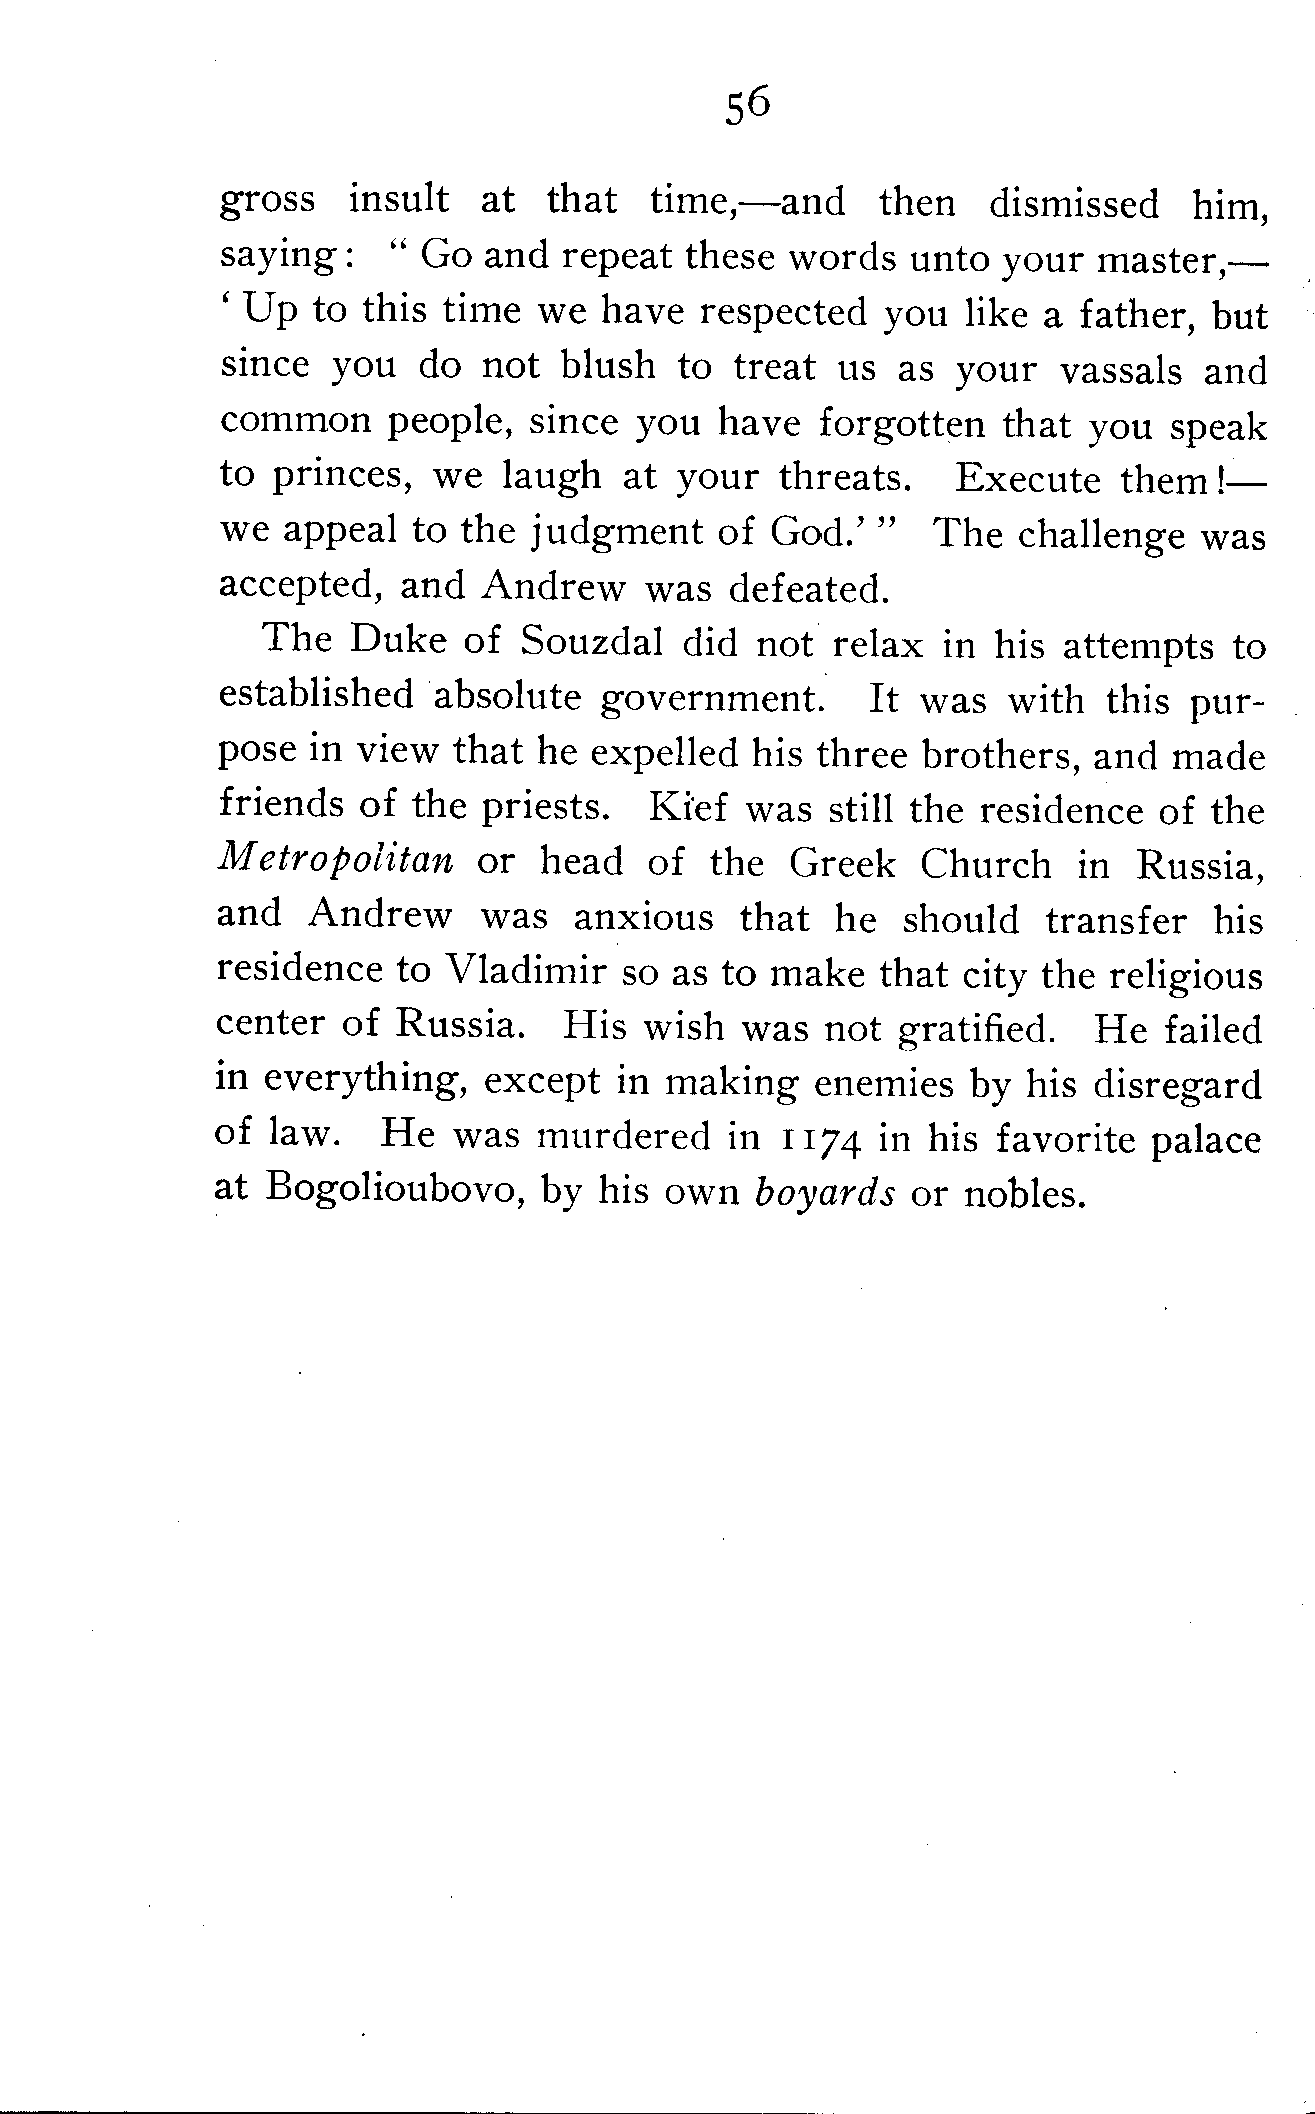 56
gross insult at that time,—and then dismissed him,
saying: “ Go and repeat these words unto your master,—
‘ Up to this time we have respected you like a father, but
since you do not blush to treat us as your vassals and
common people, since you have forgotten that you speak
to princes, we laugh at your threats. Execute them!—
we appeal to the judgment of God.’ ” The challenge was
accepted, and Andrew was defeated.
The Duke of Souzdal did not relax in his attempts to
established absolute government. It was with this pur-
pose in view that he expelled his three brothers, and made
friends of the priests. Kief was still the residence of the
Metropolitan or head of the Greek Church in Russia,
and Andrew was anxious that he should transfer his
residence to Vladimir so as to make that city the religious
center of Russia. His wish was not gratified. He failed
in everything, except in making enemies by his disregard
of law. He was murdered in 1174 in his favorite palace
at Bogolioubovo, by his own boyards or nobles.